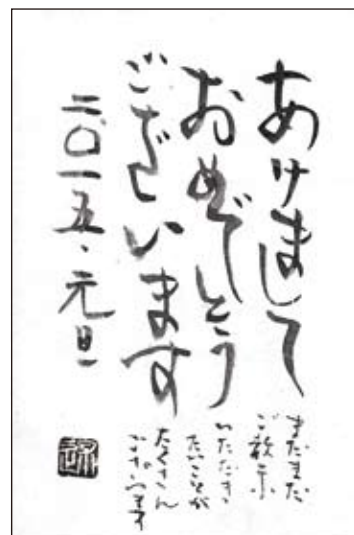 あけまして
おめでとう
ございます
二〇一五、元旦
まだまだ
ご教示
いただき
たいことが
たくさん
ございます